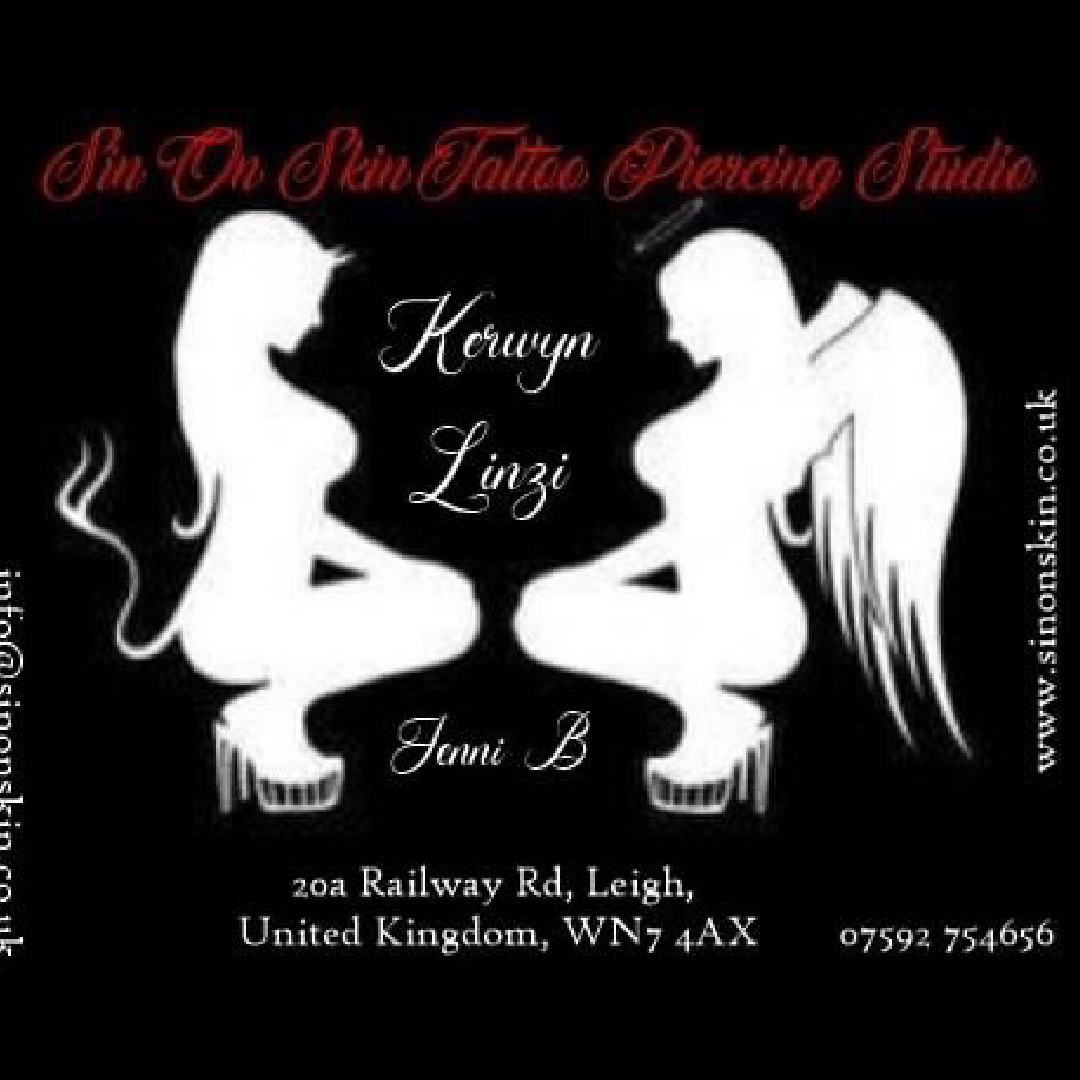 Sin On Skin Tattoo Piercing Studio
Kerwyn
Linzi
Jenni B
info@sinonskin.co.uk
www.sinonskin.co.uk
20a Railway Rd, Leigh,
United Kingdom, WN7 4AX
07592 754656